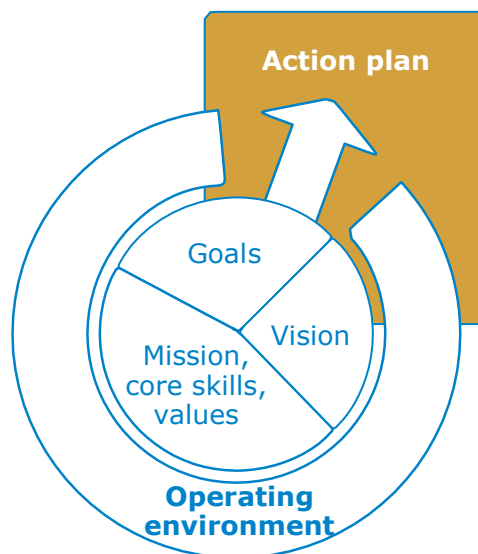 Action plan
Goals
Vision
Mission,
core skills,
values
Operating
environment